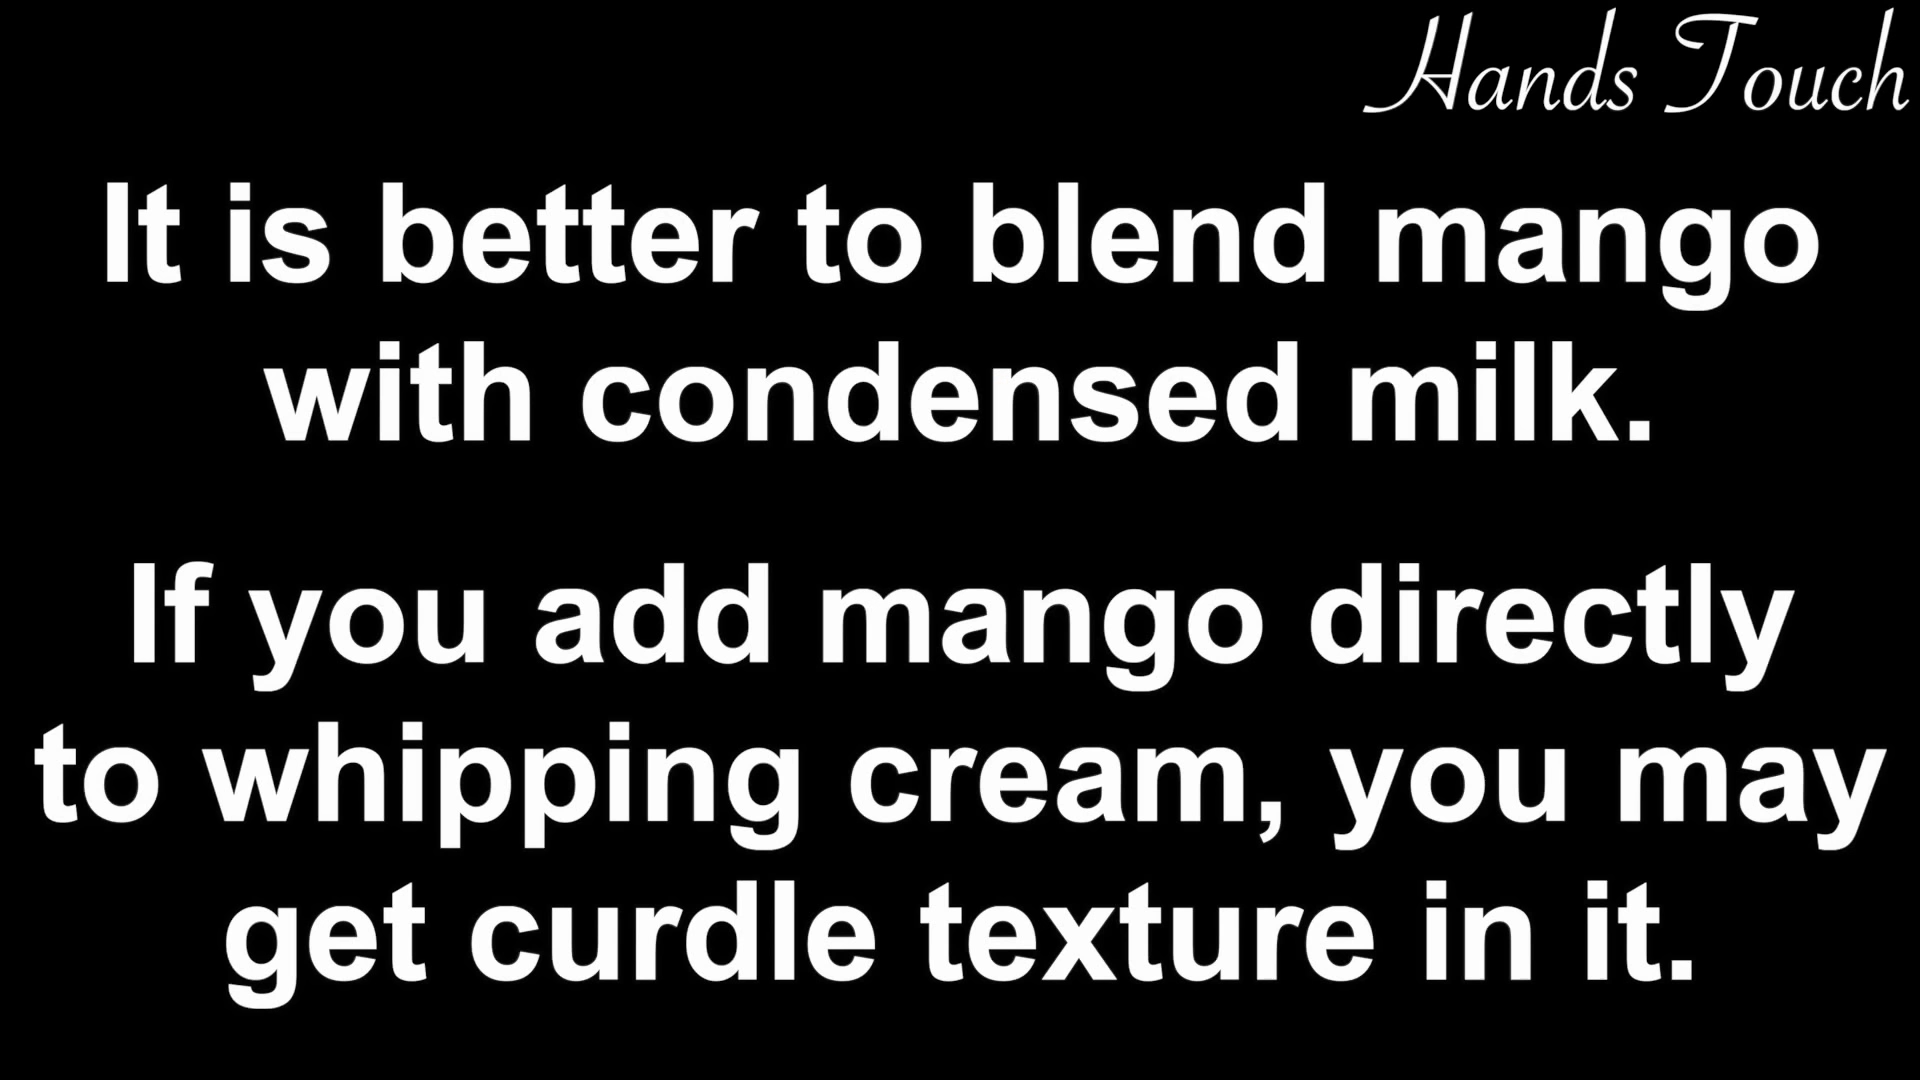 Hands Touch
It is better to blend mango
with condensed milk.
If you add mango directly
to whipping cream, you may
get curdle texture in it.